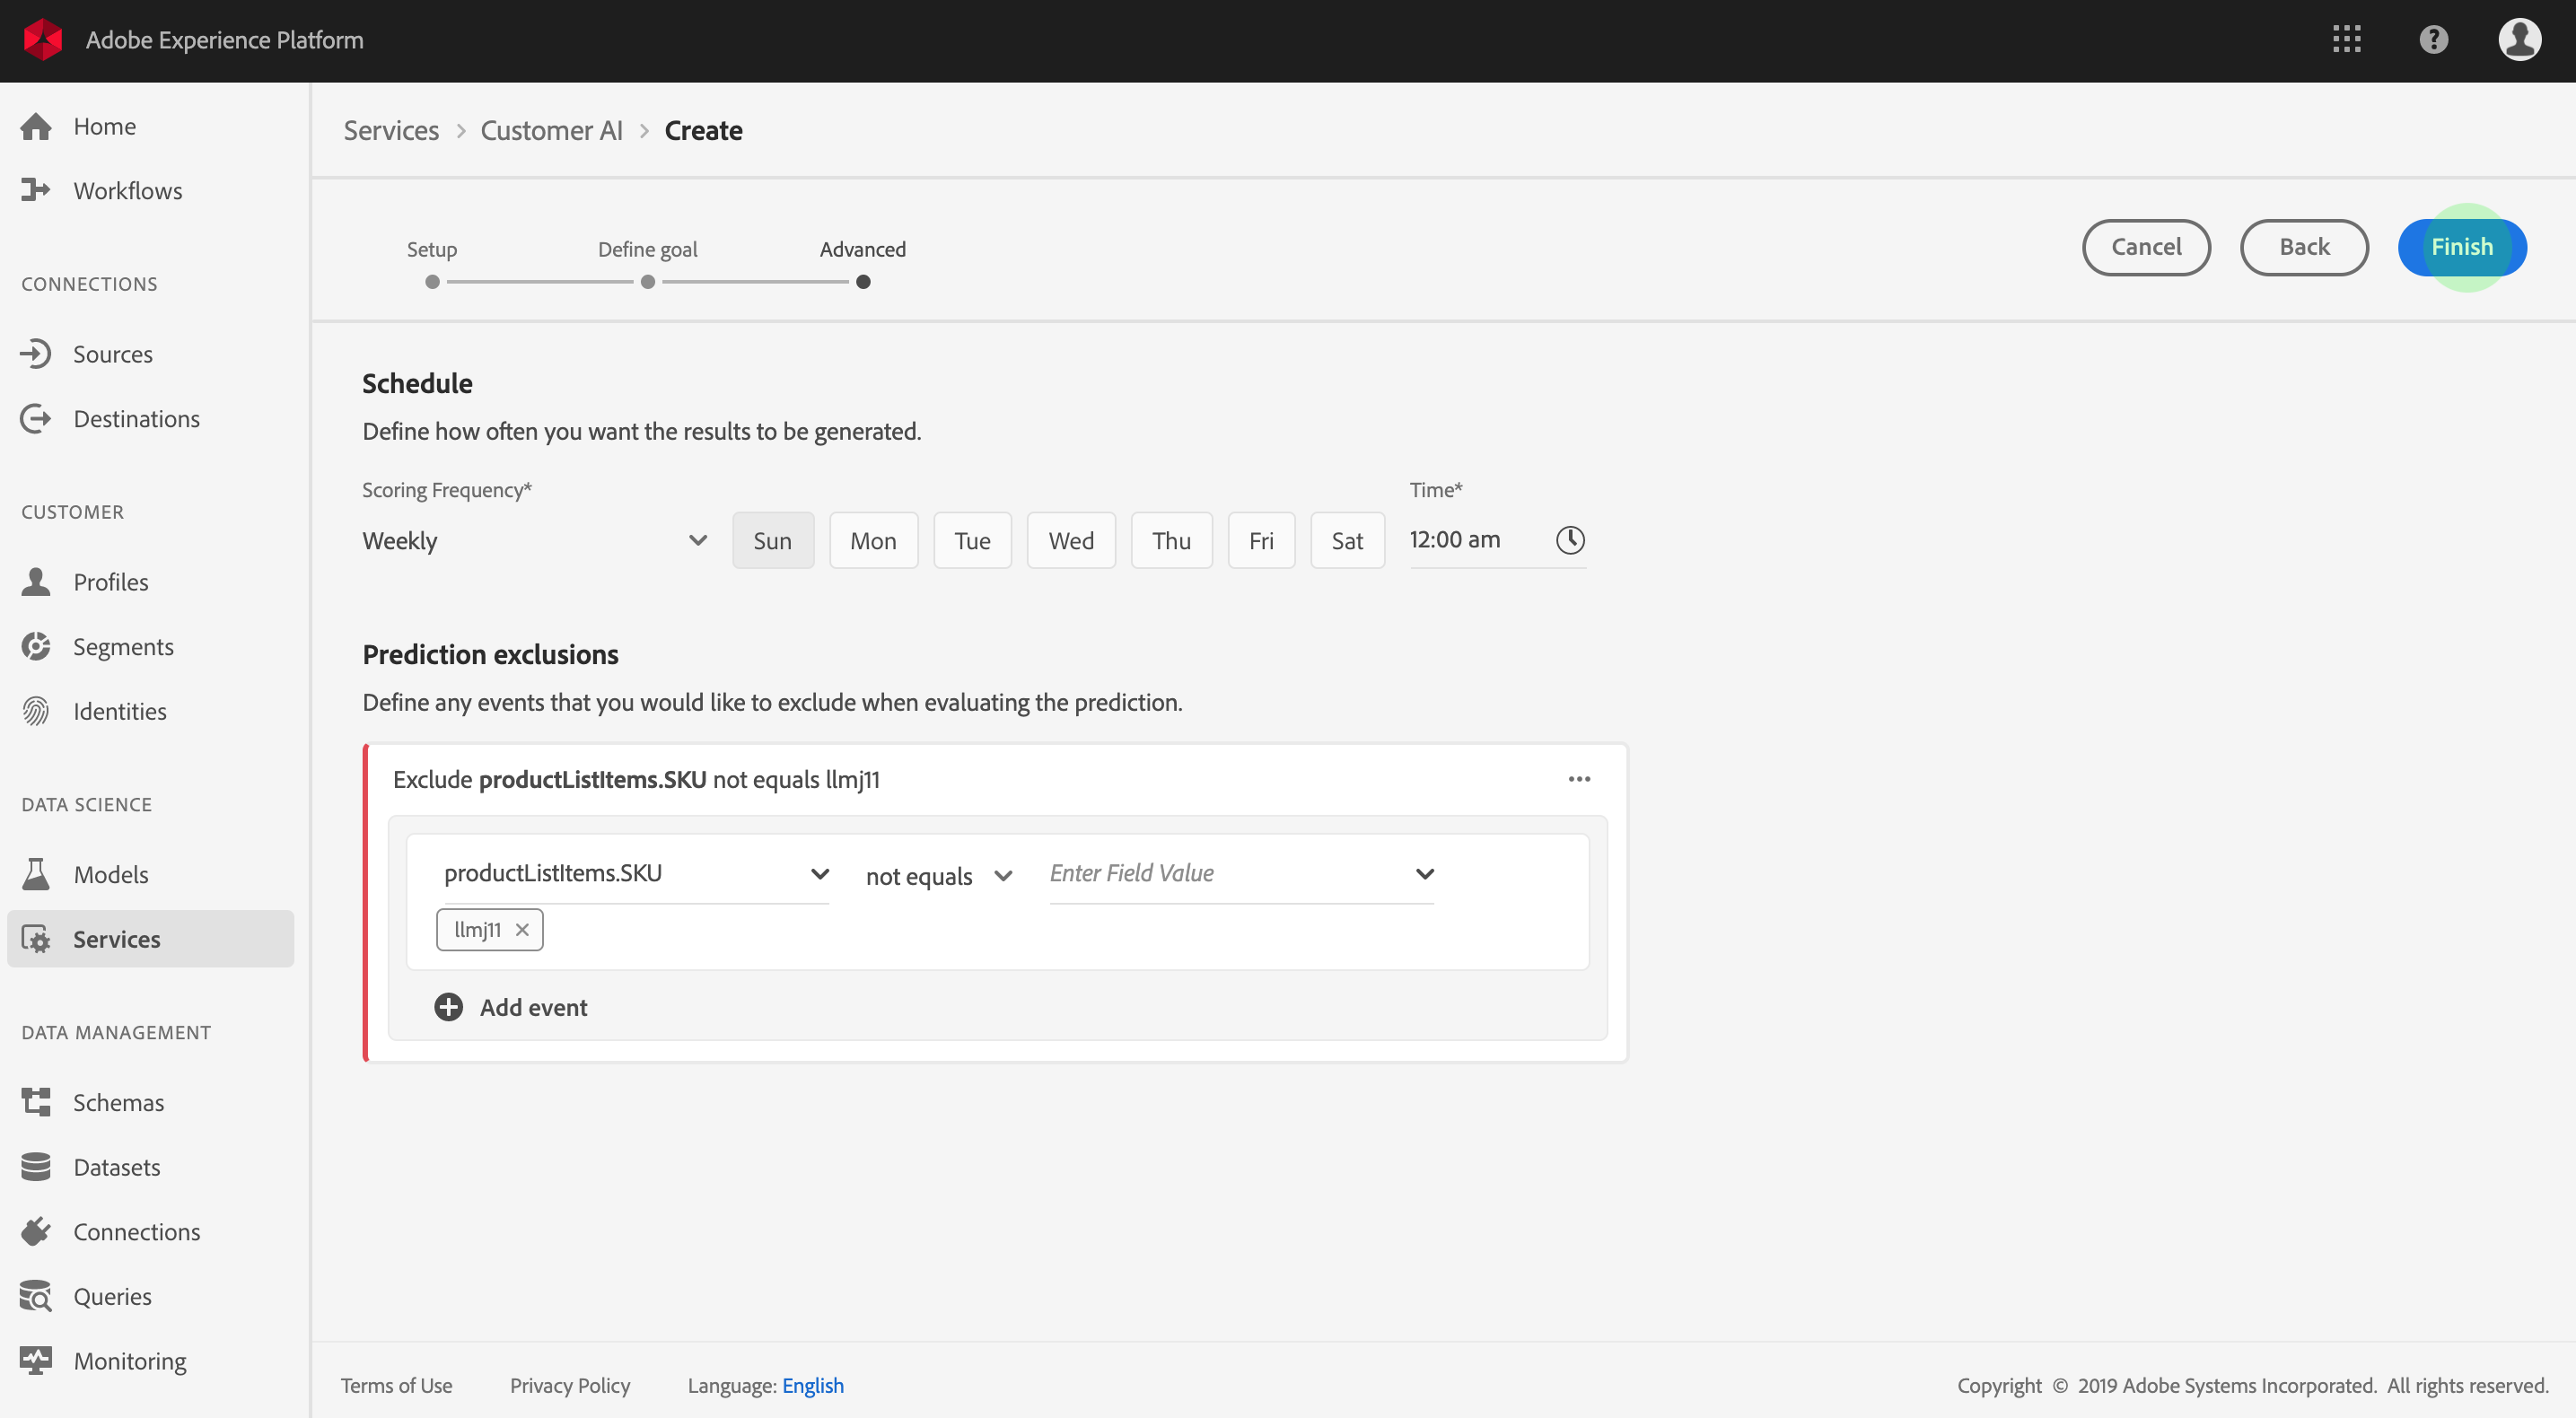 Adobe Experience Platform
?
Home
Workflows
CONNECTIONS
Sources
Destinations
CUSTOMER
Profiles
Segments
Identities
DATA SCIENCE
Models
Services
DATA MANAGEMENT
Schemas
Datasets
Connections
Queries
Monitoring
Services > Customer AI > Create
Setup Define goal Advanced
Cancel Back Finish
Schedule
Define how often you want the results to be generated.
Scoring Frequency* Time*
Weekly Sun Mon Tue Wed Thu Fri Sat 12:00 am
Prediction exclusions
Define any events that you would like to exclude when evaluating the prediction.
Exclude productListItems.SKU not equals llmj11
productListItems.SKU not equals Enter Field Value
llmj11
Add event
Terms of Use Privacy Policy Language: English
Copyright © 2019 Adobe Systems Incorporated. All rights reserved.